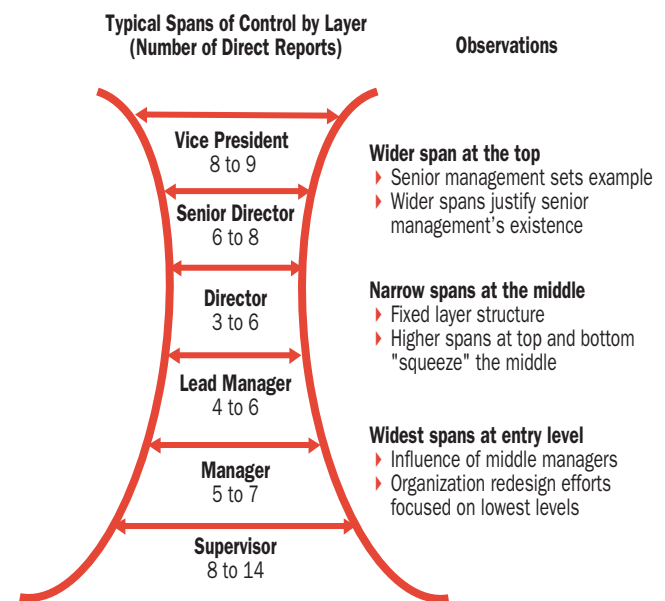 Typical Spans of Control by Layer
(Number of Direct Reports)
Observations
Vice President
8 to 9
Senior Director
6 to 8
Director
3 to 6
Lead Manager
4 to 6
Manager
5 to 7
Supervisor
8 to 14
Wider span at the top
Senior management sets example
Wider spans justify senior
management’s existence
Narrow spans at the middle
Fixed layer structure
Higher spans at top and bottom
"squeeze" the middle
Widest spans at entry level
Influence of middle managers
Organization redesign efforts
focused on lowest levels